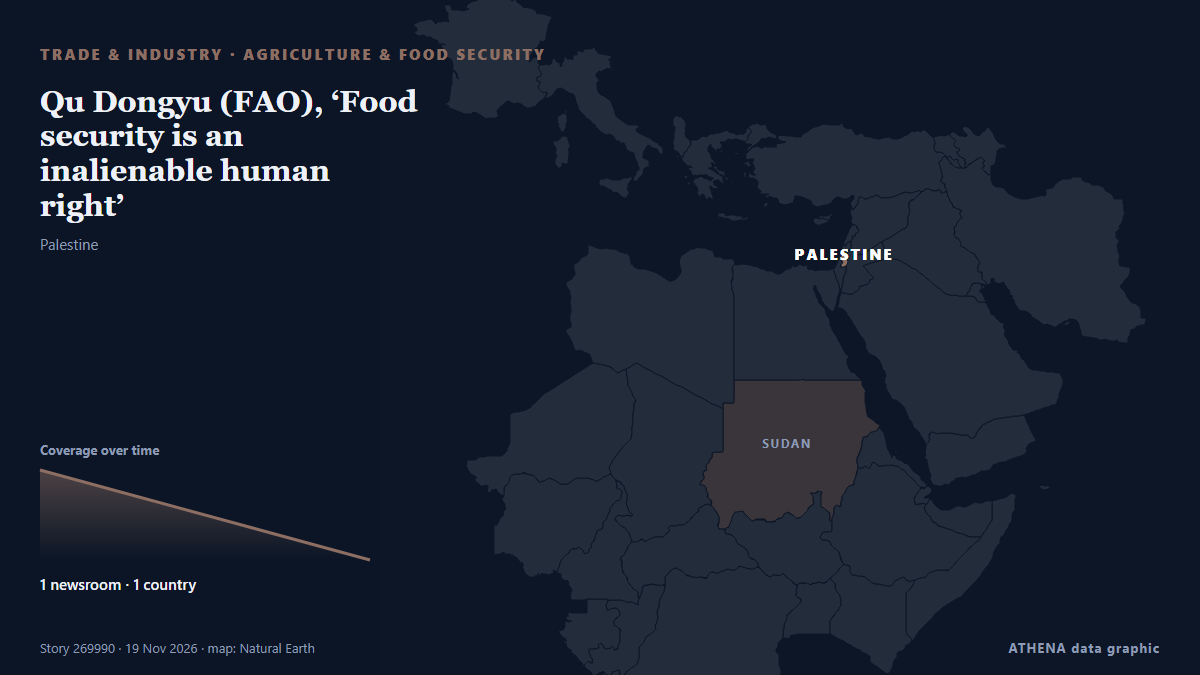 TRADE & INDUSTRY · AGRICULTURE & FOOD SECURITY
Qu Dongyu (FAO), ‘Food
security is an
inalienable human
right’
Palestine
PALESTINE
SUDAN
Coverage over time
1 newsroom · 1 country
Story 269990 · 19 Nov 2026 · map: Natural Earth
ATHENA data graphic